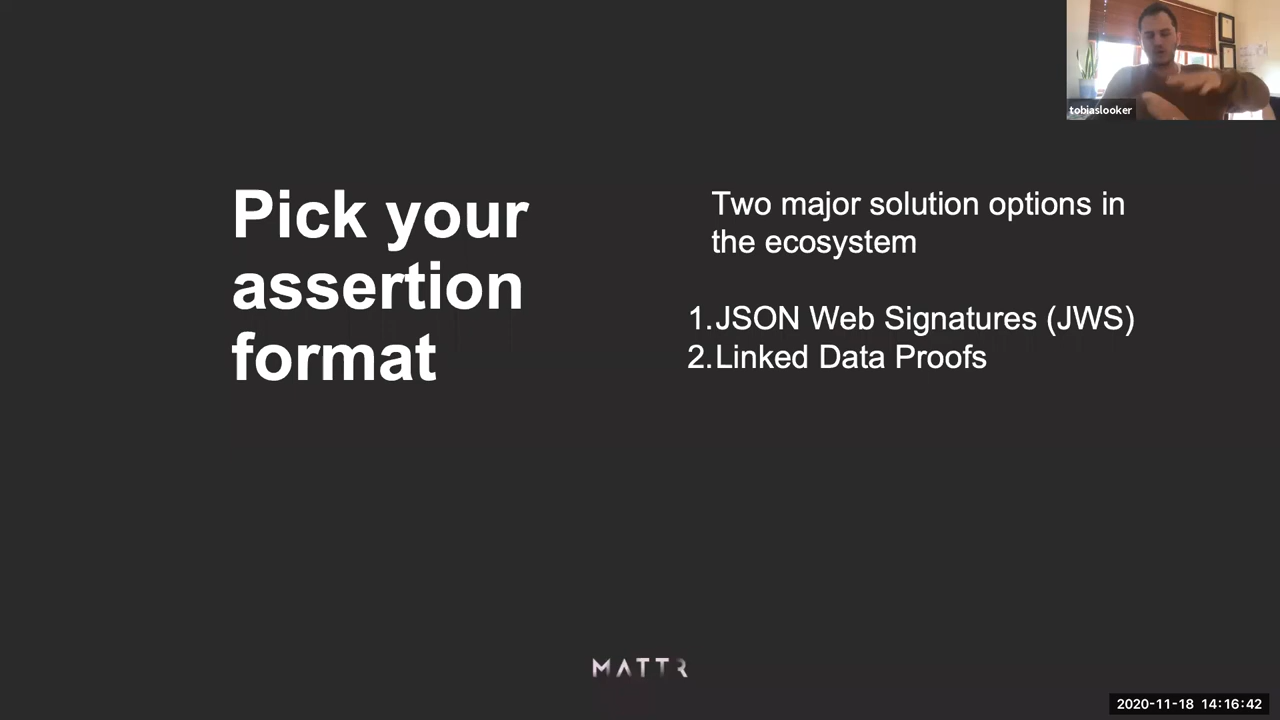 tobiaslooker
Pick your
assertion
format
Two major solution options in
the ecosystem
1.JSON Web Signatures (JWS)
2.Linked Data Proofs
MATTR
2020-11-18 14:16:42